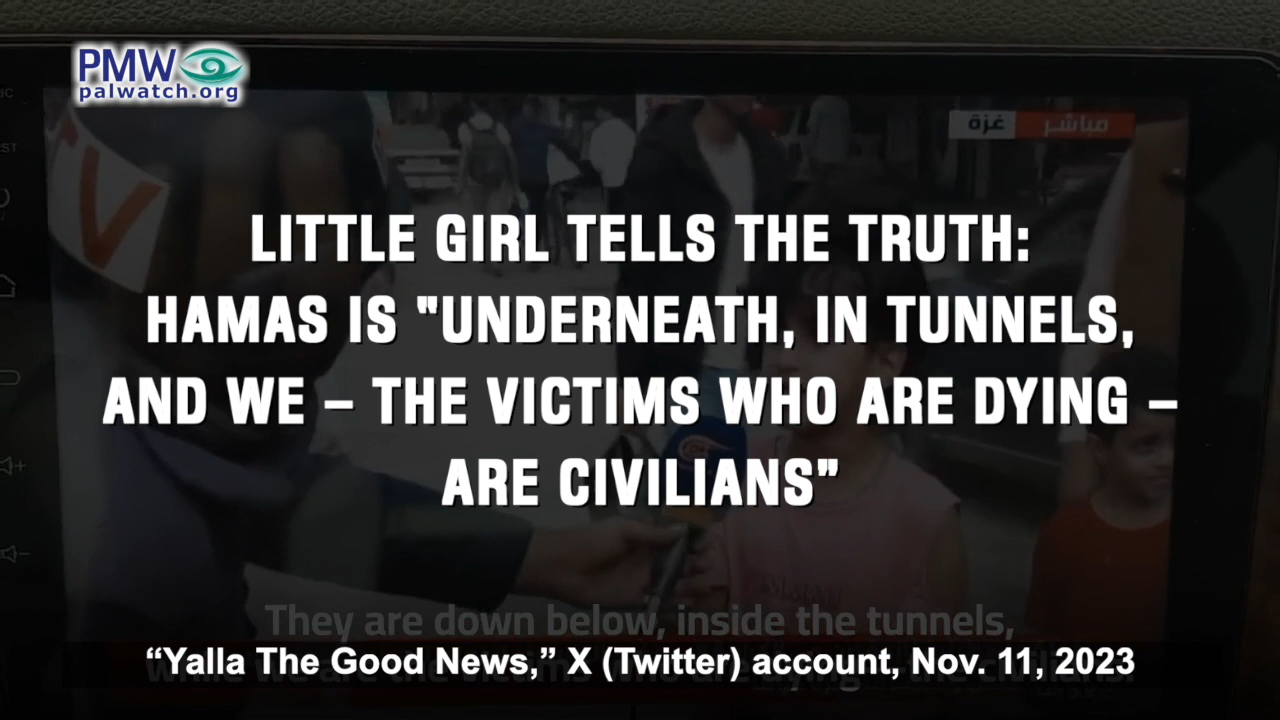 PMW
palwatch.org
غزة مباشر
TV
LITTLE GIRL TELLS THE TRUTH:
HAMAS IS "UNDERNEATH, IN TUNNELS,
AND WE – THE VICTIMS WHO ARE DYING –
ARE CIVILIANS"
They are down below, inside the tunnels,
“Yalla The Good News,” X (Twitter) account, Nov. 11, 2023